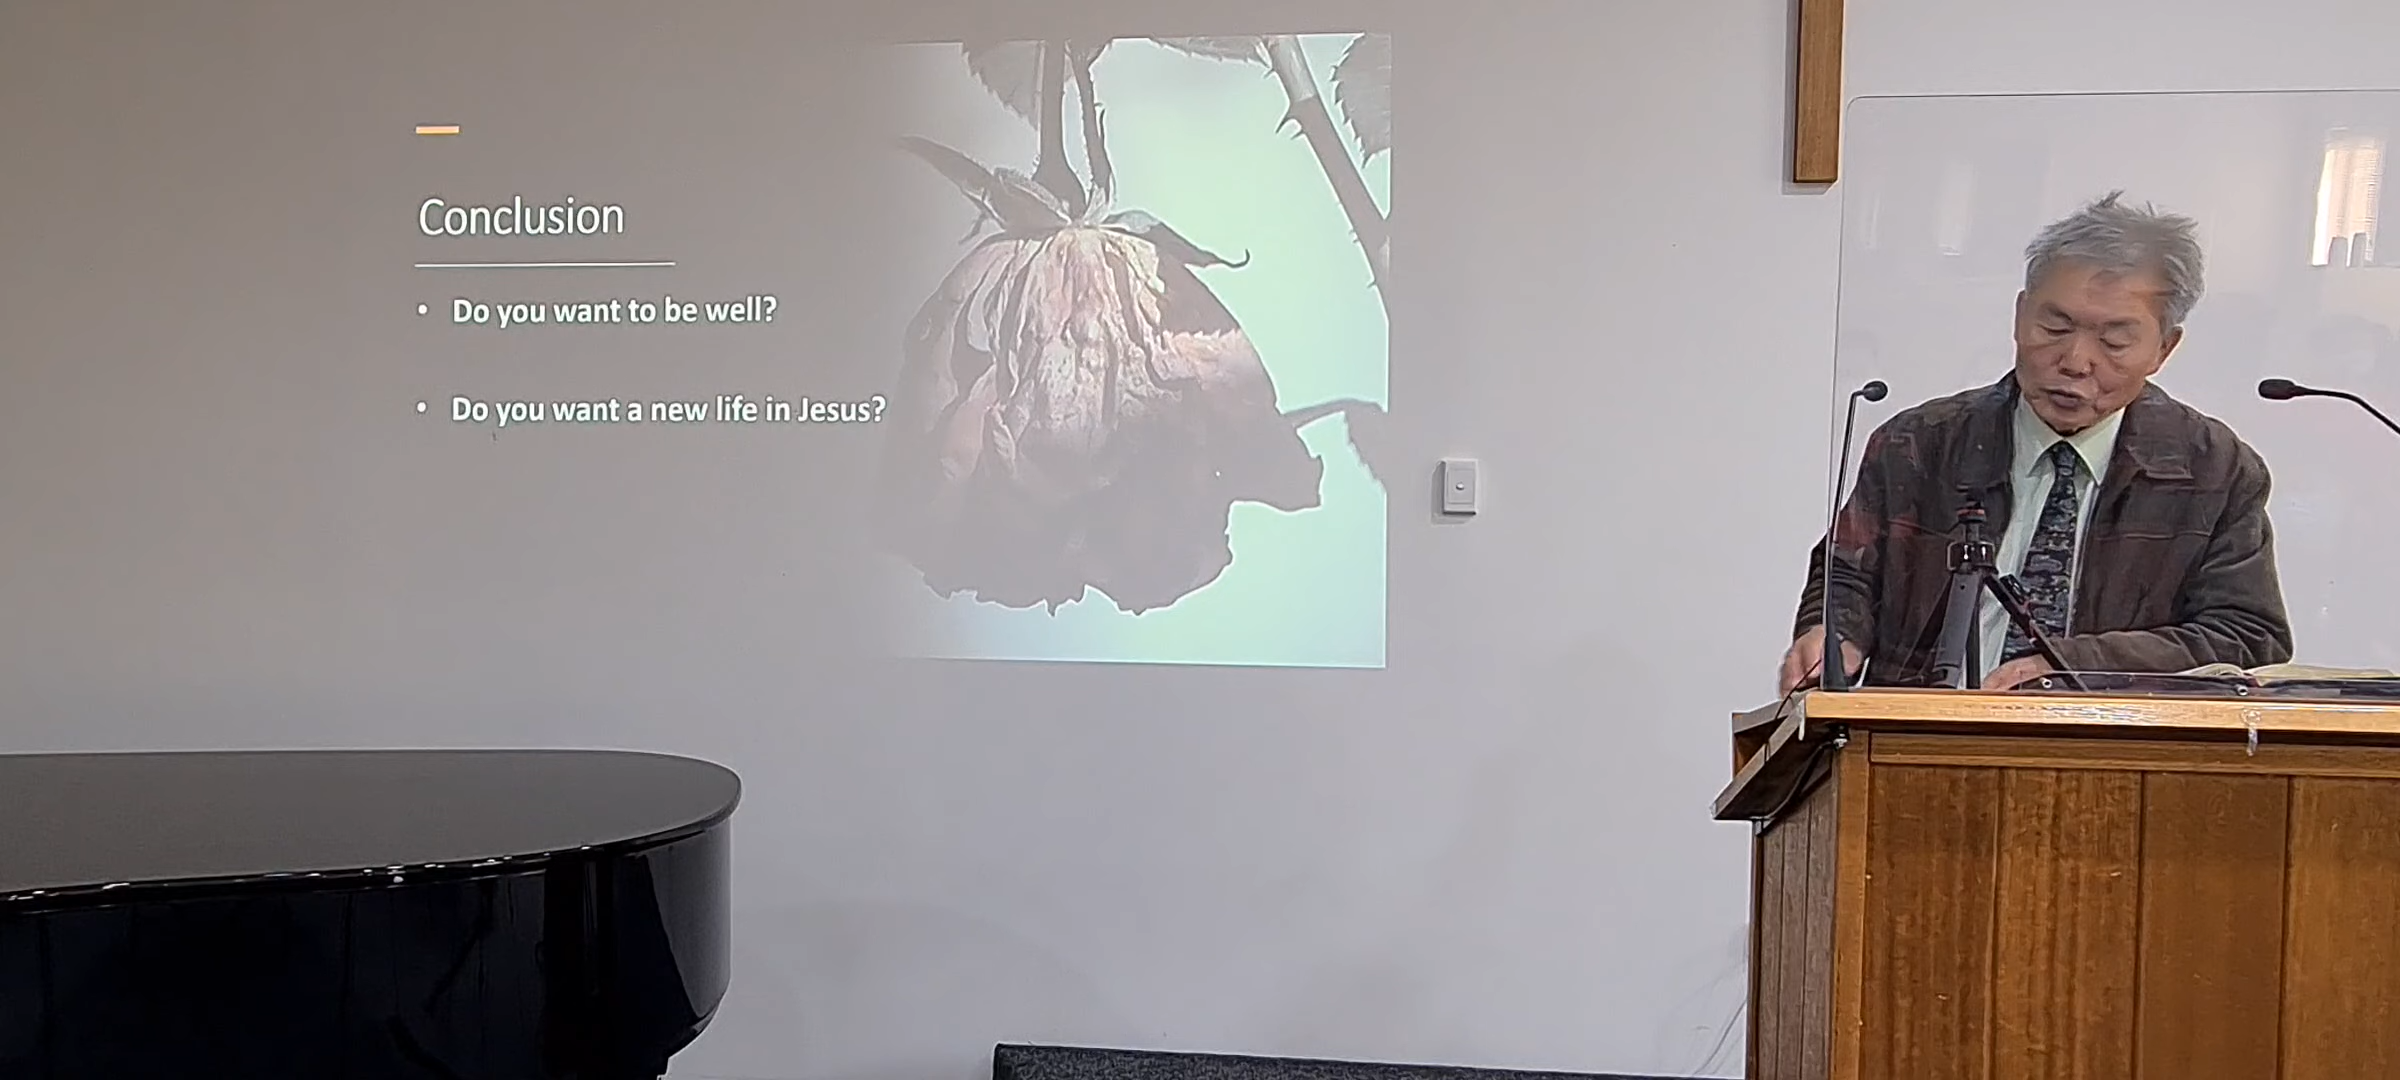 Conclusion
• Do you want to be well?
• Do you want a new life in Jesus?